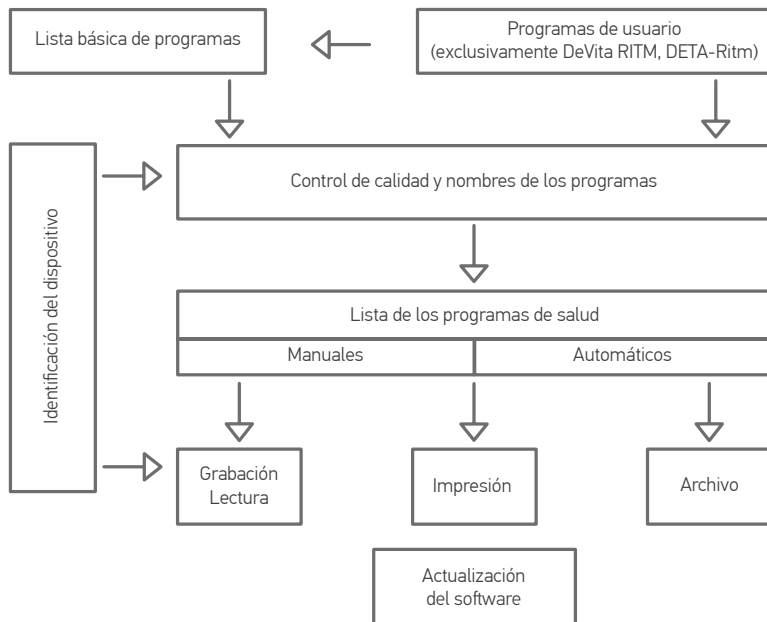 Lista básica de programas
Programas de usuario
(exclusivamente DeVita RITM, DETA-Ritm)
Identificación del dispositivo
Control de calidad y nombres de los programas
Lista de los programas de salud
Manuales
Automáticos
Grabación
Lectura
Impresión
Archivo
Actualización
del software